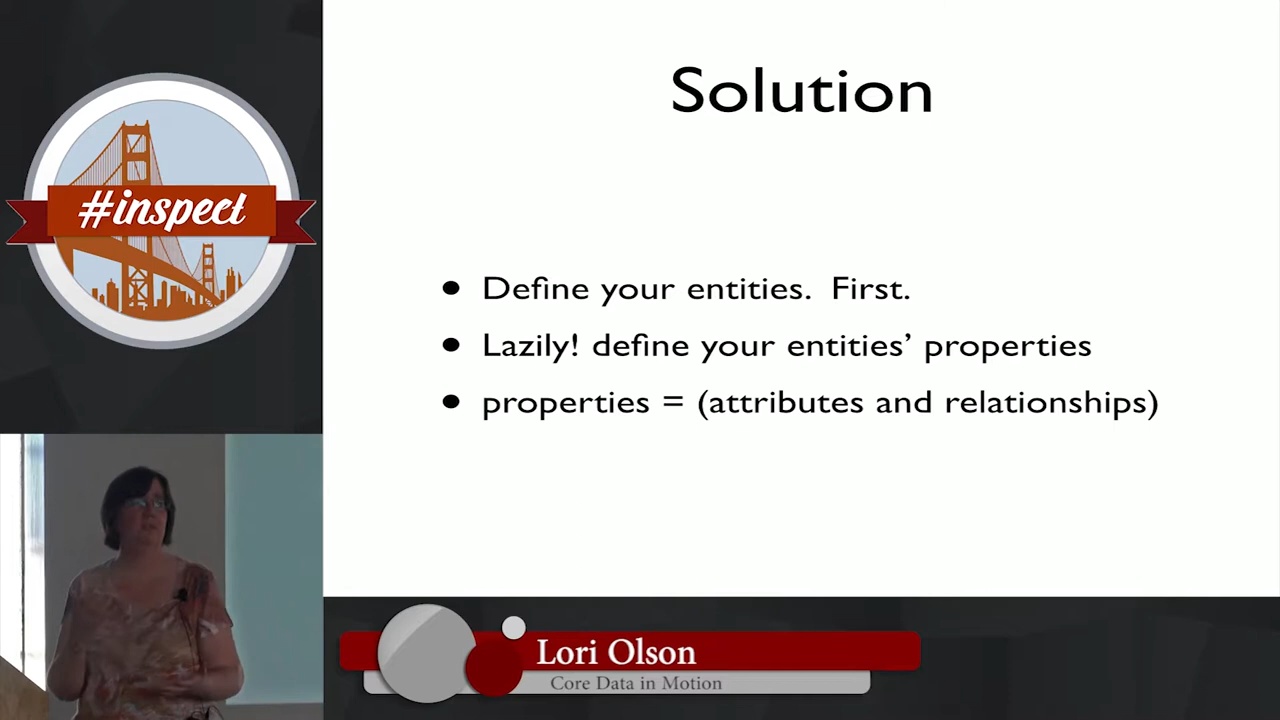 #inspect
Solution
• Define your entities.  First.
• Lazily! define your entities’ properties
• properties = (attributes and relationships)
Lori Olson
Core Data in Motion